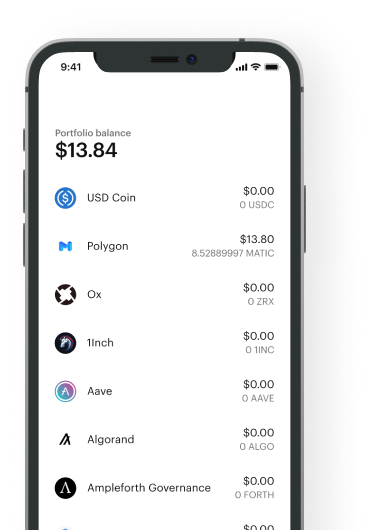 9:41
Portfolio balance
$13.84
USD Coin
$0.00
0 USDC
Polygon
$13.80
8.52889997 MATIC
Ox
$0.00
0 ZRX
1Inch
$0.00
0 1INC
Aave
$0.00
0 AAVE
Algorand
$0.00
0 ALGO
Ampleforth Governance
$0.00
0 FORTH
$0.00